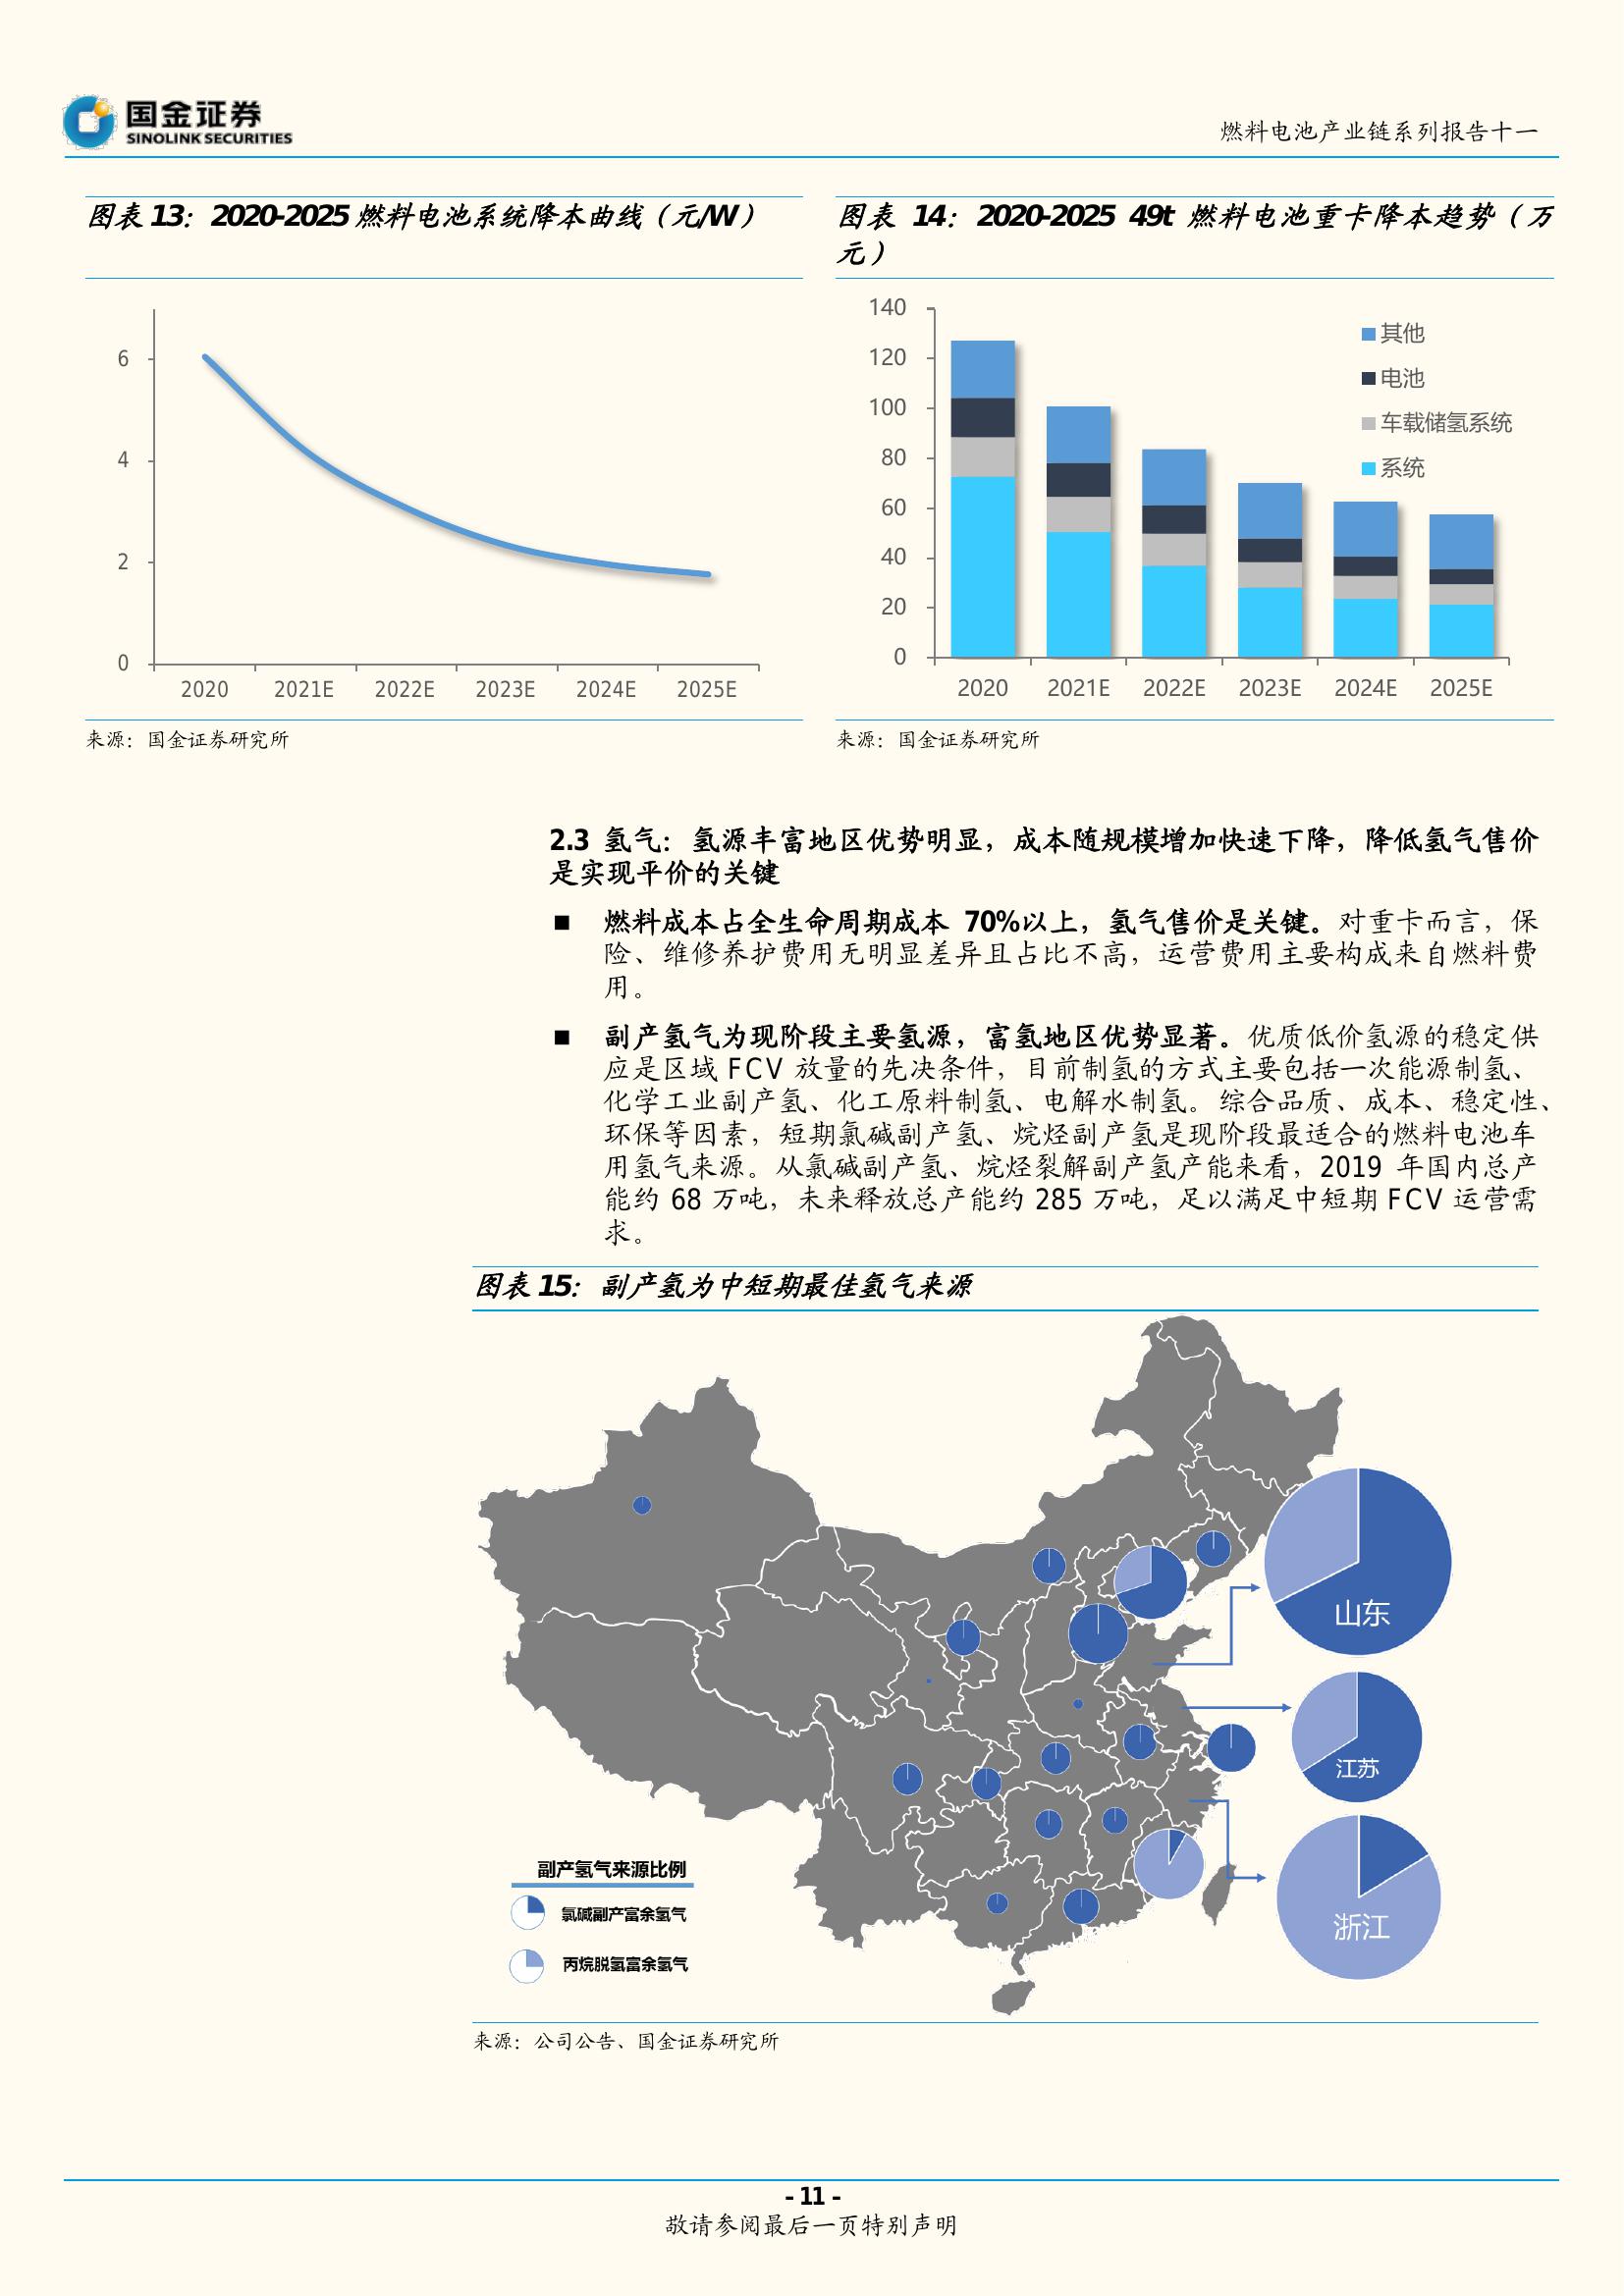 国金证券
SINOLINK SECURITIES
燃料电池产业链系列报告十一
图表 13：2020-2025 燃料电池系统降本曲线（元/W）
6
4
2
0
2020 2021E 2022E 2023E 2024E 2025E
来源：国金证券研究所
图表 14：2020-2025 49t 燃料电池重卡降本趋势（万
元）
140
120
100
80
60
40
20
0
其他
电池
车载储氢系统
系统
2020 2021E 2022E 2023E 2024E 2025E
来源：国金证券研究所
2.3 氢气：氢源丰富地区优势明显，成本随规模增加快速下降，降低氢气售价
是实现平价的关键
■ 燃料成本占全生命周期成本 70%以上，氢气售价是关键。对重卡而言，保
险、维修养护费用无明显差异且占比不高，运营费用主要构成来自燃料费
用。
■ 副产氢气为现阶段主要氢源，富氢地区优势显著。优质低价氢源的稳定供
应是区域 FCV 放量的先决条件，目前制氢的方式主要包括一次能源制氢、
化学工业副产氢、化工原料制氢、电解水制氢。综合品质、成本、稳定性、
环保等因素，短期氯碱副产氢、烷烃副产氢是现阶段最适合的燃料电池车
用氢气来源。从氯碱副产氢、烷烃裂解副产氢产能来看，2019 年国内总产
能约 68 万吨，未来释放总产能约 285 万吨，足以满足中短期 FCV 运营需
求。
图表 15：副产氢为中短期最佳氢气来源
山东
江苏
浙江
副产氢气来源比例
氯碱副产富余氢气
丙烷脱氢富余氢气
来源：公司公告、国金证券研究所
- 11 -
敬请参阅最后一页特别声明